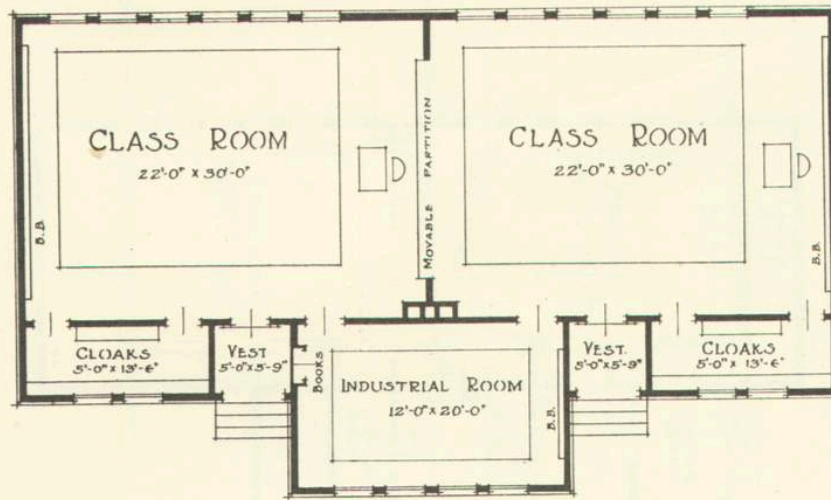 CLASS ROOM
22'-0" x 30'-0"
B.B.
MOVABLE PARTITION
CLASS ROOM
22'-0" x 30'-0"
B.B.
CLOAKS
5'-0" x 13'-6"
VEST
5'-0" x 5'-9"
BOOKS
INDUSTRIAL ROOM
12'-0" x 20'-0"
B.B.
VEST.
5'-0" x 5'-9"
CLOAKS
5'-0" x 13'-6"